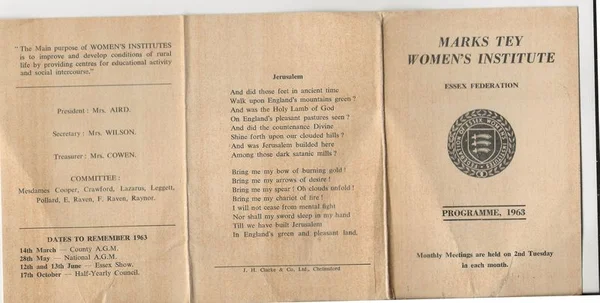 "The Main purpose of WOMEN'S INSTITUTES
is to improve and develop conditions of rural
life by providing centres for educational activity
and social intercourse."
President : Mrs. AIRD.
Secretary : Mrs. WILSON.
Treasurer : Mrs. COWEN.
COMMITTEE :
Mesdames Cooper, Crawford, Lazarus, Leggett,
Pollard, E. Raven, F. Raven, Raynor.
DATES TO REMEMBER 1963
14th March — County A.G.M.
28th May — National A.G.M.
12th and 13th June — Essex Show.
17th October — Half-Yearly Council.
Jerusalem
And did those feet in ancient time
Walk upon England's mountains green ?
And was the Holy Lamb of God
On England's pleasant pastures seen ?
And did the countenance Divine
Shine forth upon our clouded hills ?
And was Jerusalem builded here
Among those dark satanic mills ?
Bring me my bow of burning gold !
Bring me my arrows of desire !
Bring me my spear ! Oh clouds unfold !
Bring me my chariot of fire !
I will not cease from mental fight
Nor shall my sword sleep in my hand
Till we have built Jerusalem
In England's green and pleasant land.
J. H. Clarke & Co. Ltd., Chelmsford
MARKS TEY
WOMEN'S INSTITUTE
ESSEX FEDERATION
PROGRAMME, 1963
Monthly Meetings are held on 2nd Tuesday
in each month.